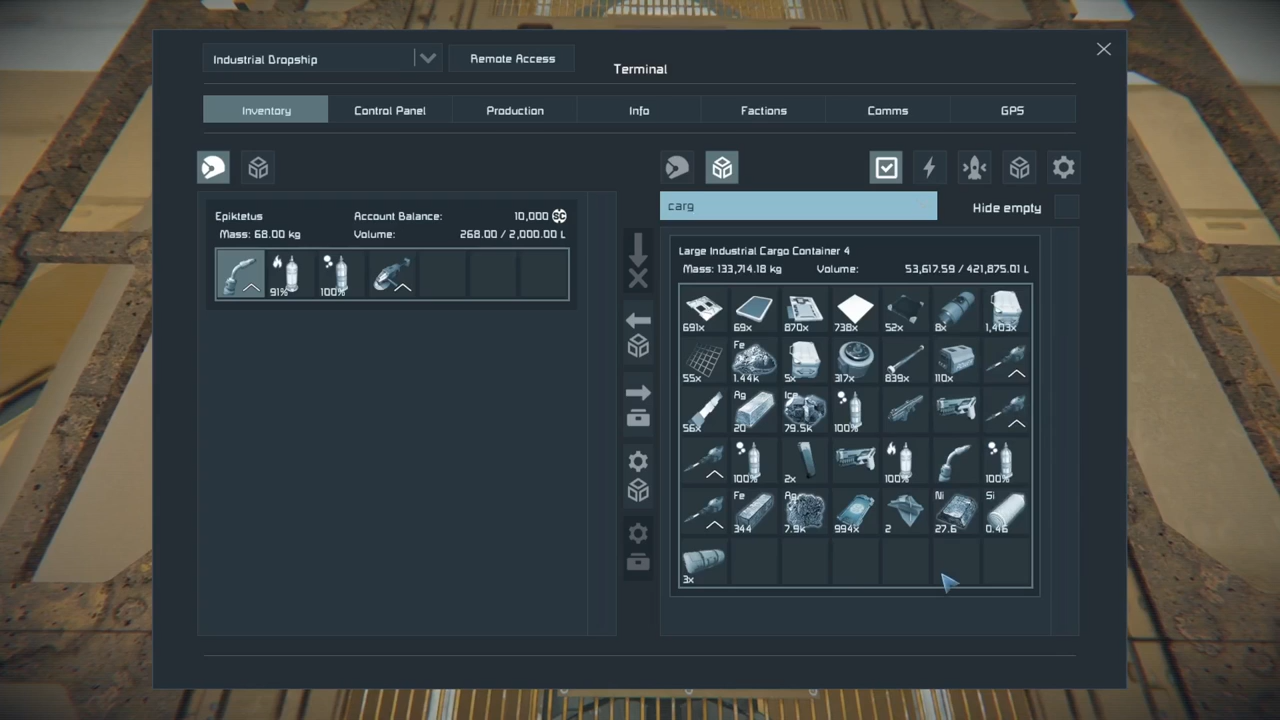 Industrial Dropship
Remote Access
Terminal
Inventory
Control Panel
Production
Info
Factions
Comms
GPS
carg
Hide empty
Epiktetus
Account Balance: 10,000 SC
Mass: 68.00 kg
Volume: 268.00 / 2,000.00 L
91%
100%
Large Industrial Cargo Container 4
Mass: 133,714.18 kg
Volume: 53,617.59 / 421,875.01 L
691x 69x 870x 738x 52x 8x 1,403x
Fe
55x 1.44K 5x 317x 839x 110x
Ag Ice
56x 20 79.5K 100%
100% 2x 100% 100%
Fe Ag Ni Si
344 7.9K 994x 2 27.6 0.46
3x